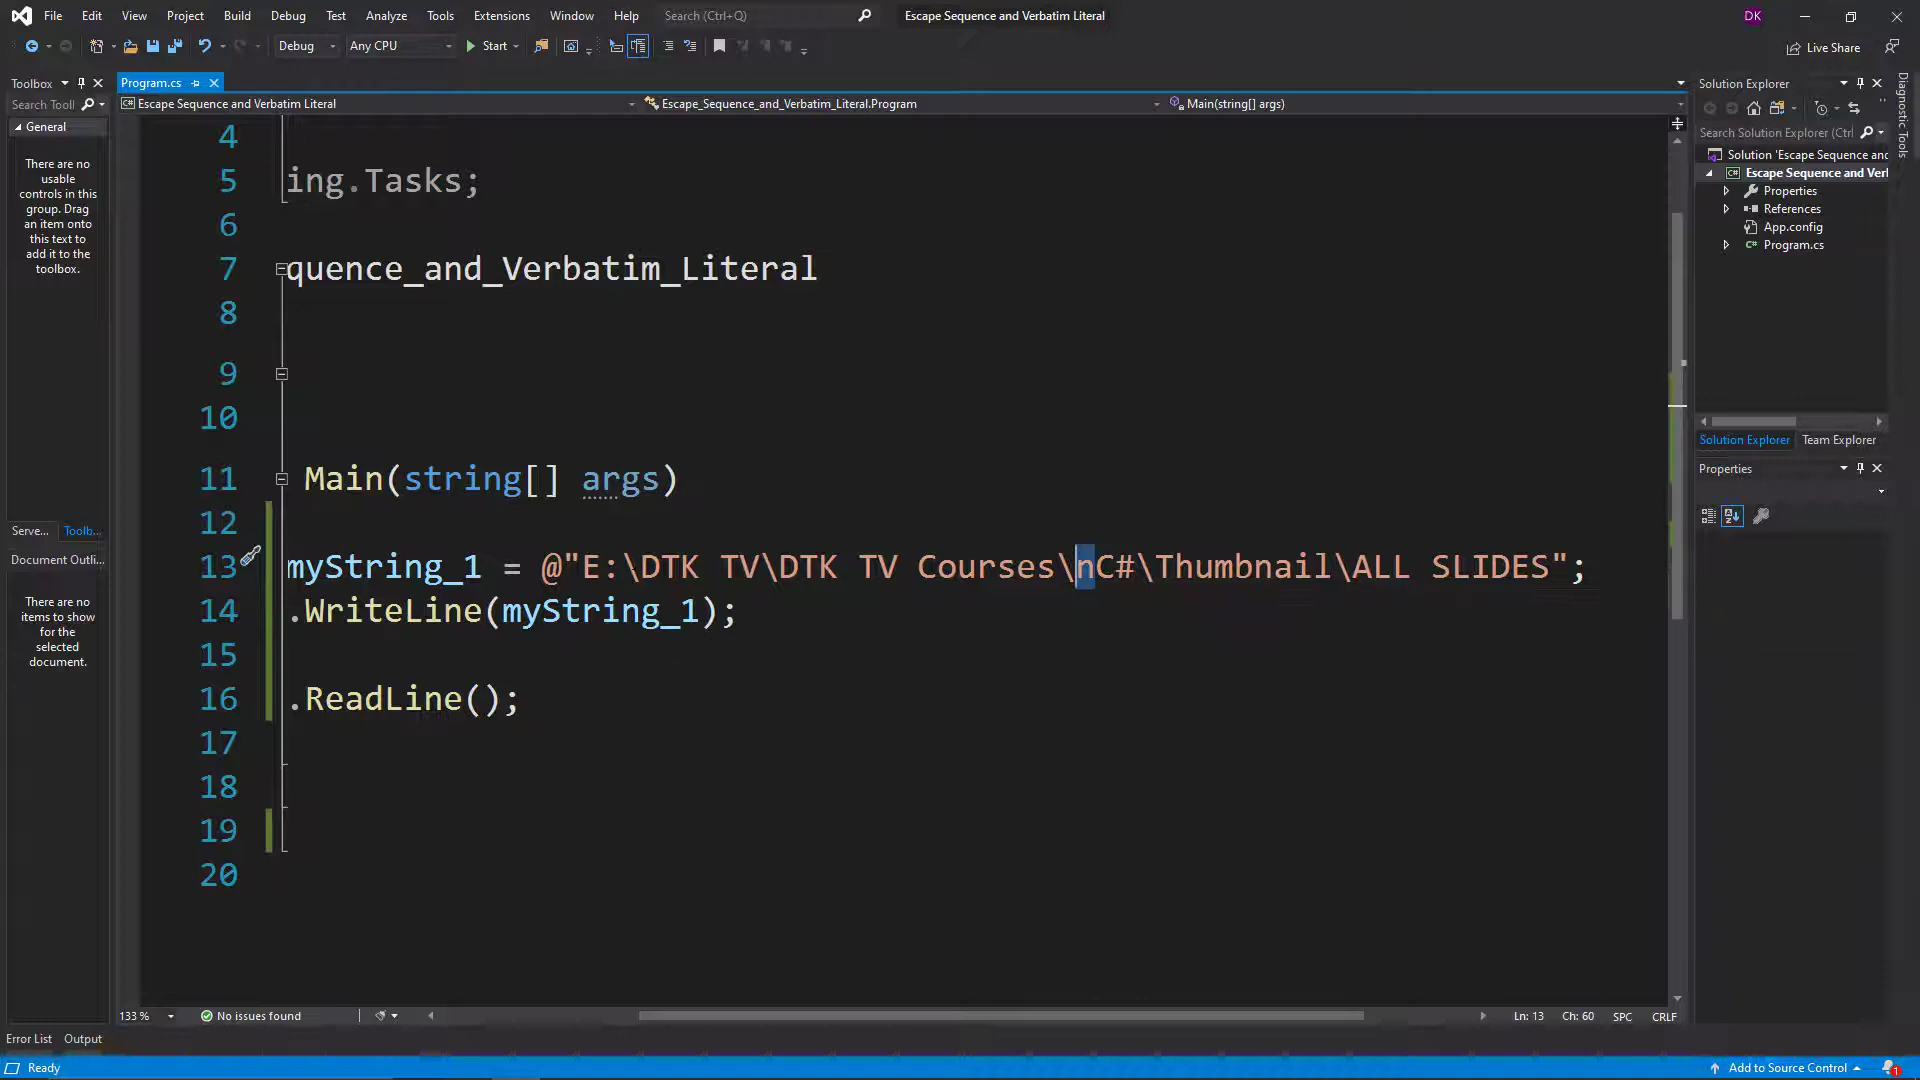 File Edit View Project Build Debug Test Analyze Tools Extensions Window Help Search (Ctrl+Q) Escape Sequence and Verbatim Literal DK
Debug Any CPU Start Live Share
Toolbox
Program.cs
Solution Explorer
Search Tooll
C# Escape Sequence and Verbatim Literal Escape_Sequence_and_Verbatim_Literal.Program Main(string[] args)
General
There are no
usable
controls in this
group. Drag
an item onto
this text to
add it to the
toolbox.
Serve... Toolb...
Document Outli...
There are no
items to show
for the
selected
document.
4
5 ing.Tasks;
6
7 quence_and_Verbatim_Literal
8
9
10
11 Main(string[] args)
12
13 myString_1 = @"E:\DTK TV\DTK TV Courses\nC#\Thumbnail\ALL SLIDES";
14 .WriteLine(myString_1);
15
16 .ReadLine();
17
18
19
20
Search Solution Explorer (Ctrl
Solution 'Escape Sequence and
C# Escape Sequence and Verl
Properties
References
App.config
C# Program.cs
Solution Explorer Team Explorer
Properties
Diagnostic Tools
133 % No issues found Ln: 13 Ch: 60 SPC CRLF
Error List Output
Ready Add to Source Control 1